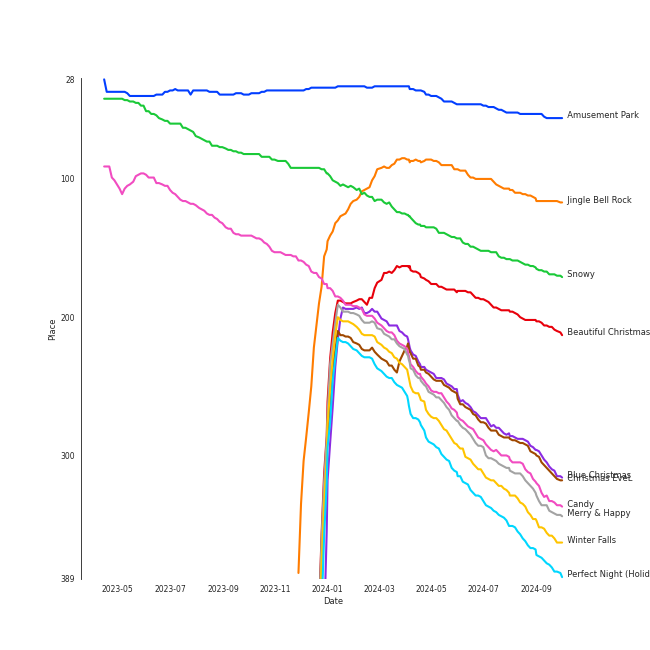 28
Amusement Park
100
Jingle Bell Rock
Snowy
200
Place
Beautiful Christmas
300
Blue Christmas
Christmas EveL
Candy
Merry & Happy
Winter Falls
389
Perfect Night (Holid
2023-05 2023-07 2023-09 2023-11 2024-01 2024-03 2024-05 2024-07 2024-09
Date